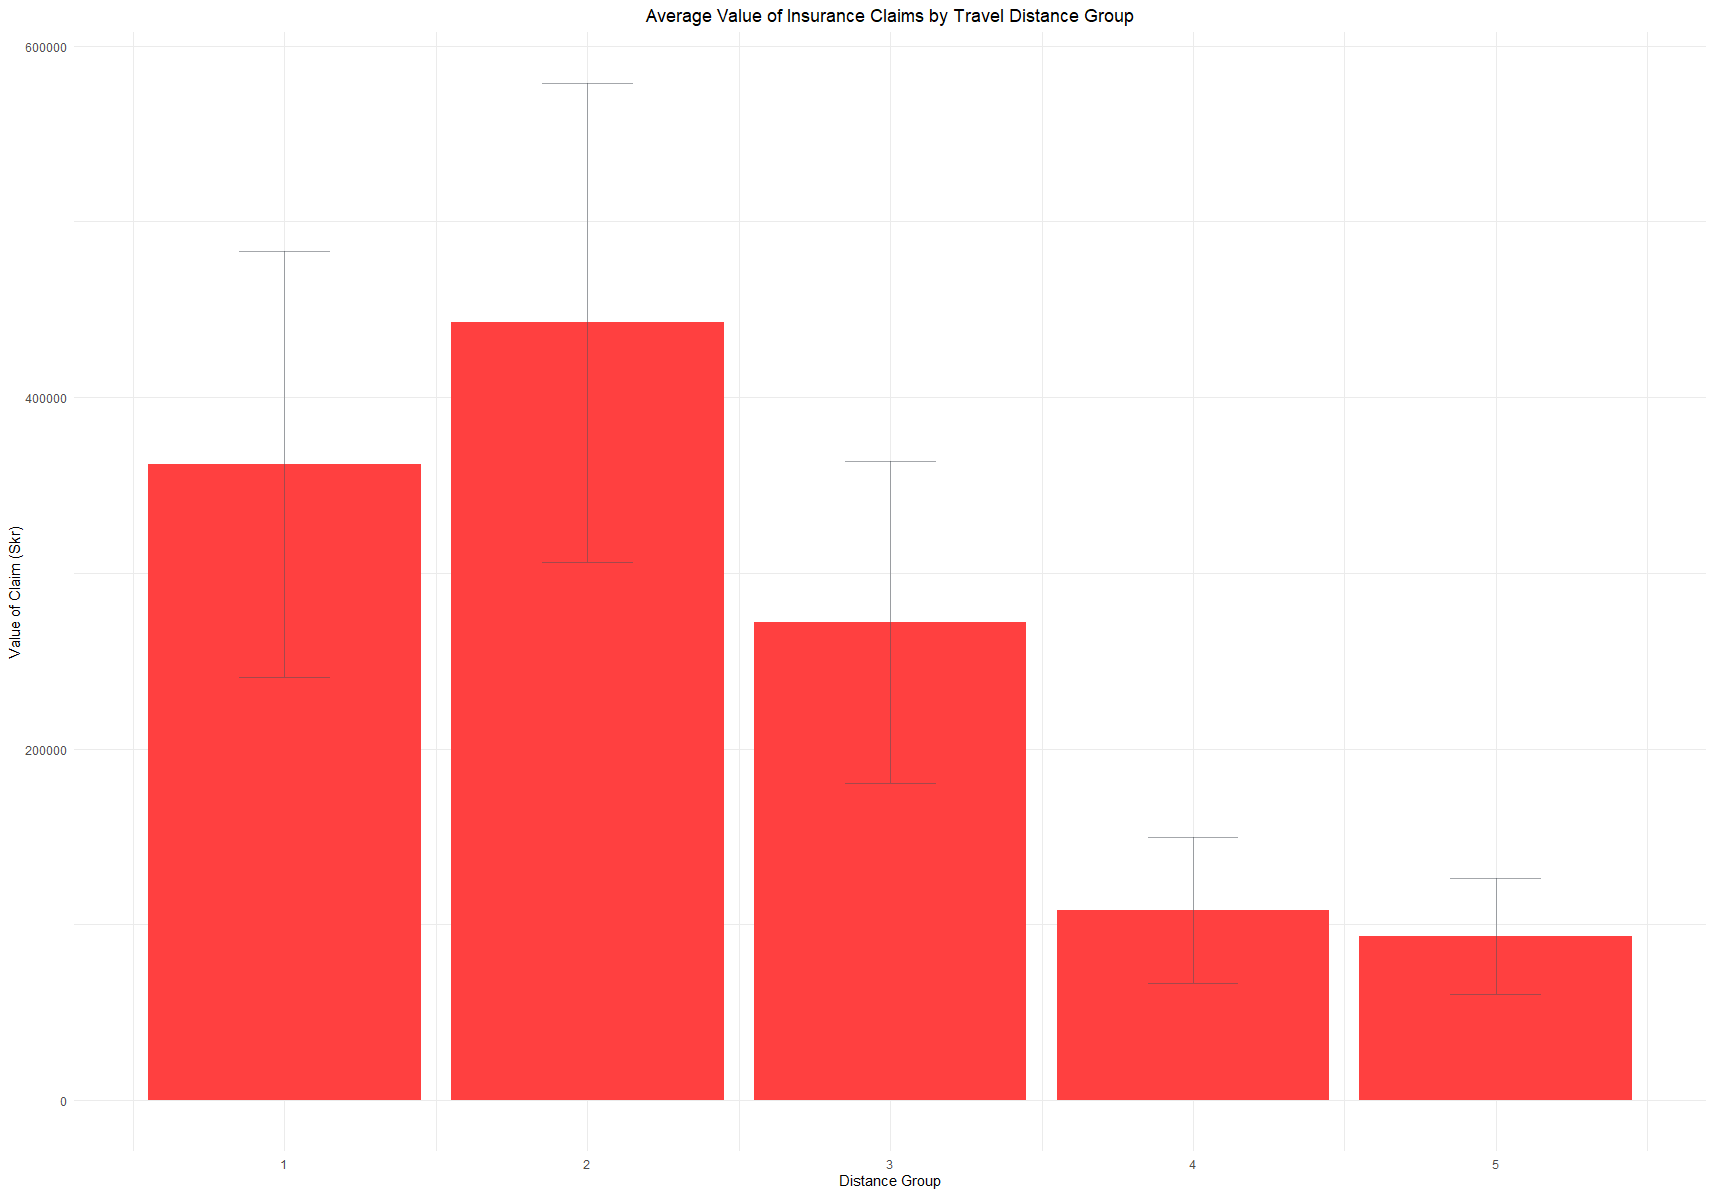 Average Value of Insurance Claims by Travel Distance Group
600000
400000
200000
0
Value of Claim (Skr)
1 2 3 4 5
Distance Group